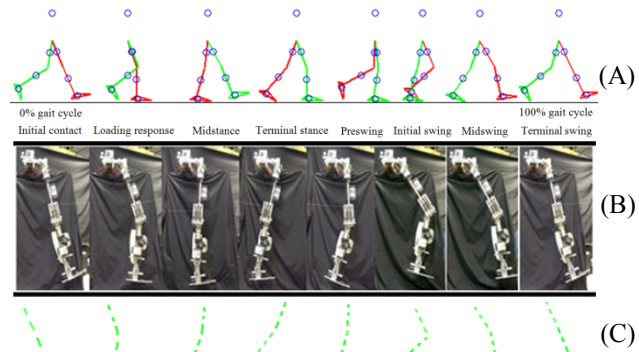 (A)
0% gait cycle 100% gait cycle
Initial contact Loading response Midstance Terminal stance Preswing Initial swing Midswing Terminal swing
(B)
(C)